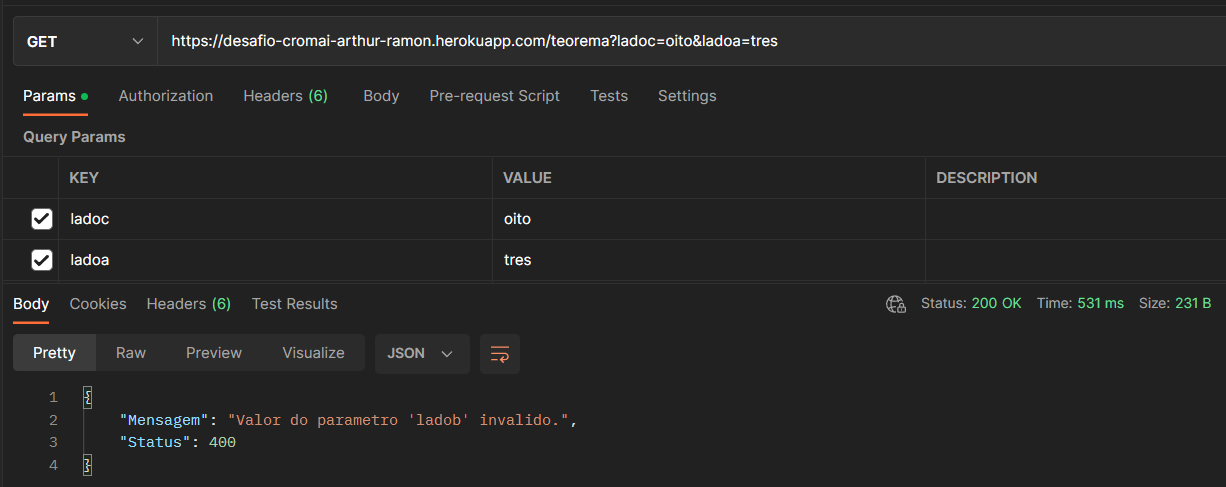 GET https://desafio-cromai-arthur-ramon.herokuapp.com/teorema?ladoc=oito&ladoa=tres
Params Authorization Headers (6) Body Pre-request Script Tests Settings
Query Params
KEY VALUE DESCRIPTION
ladoc oito
ladoa tres
Body Cookies Headers (6) Test Results Status: 200 OK Time: 531 ms Size: 231 B
Pretty Raw Preview Visualize JSON
1 {
2 "Mensagem": "Valor do parametro 'ladob' invalido.",
3 "Status": 400
4 }